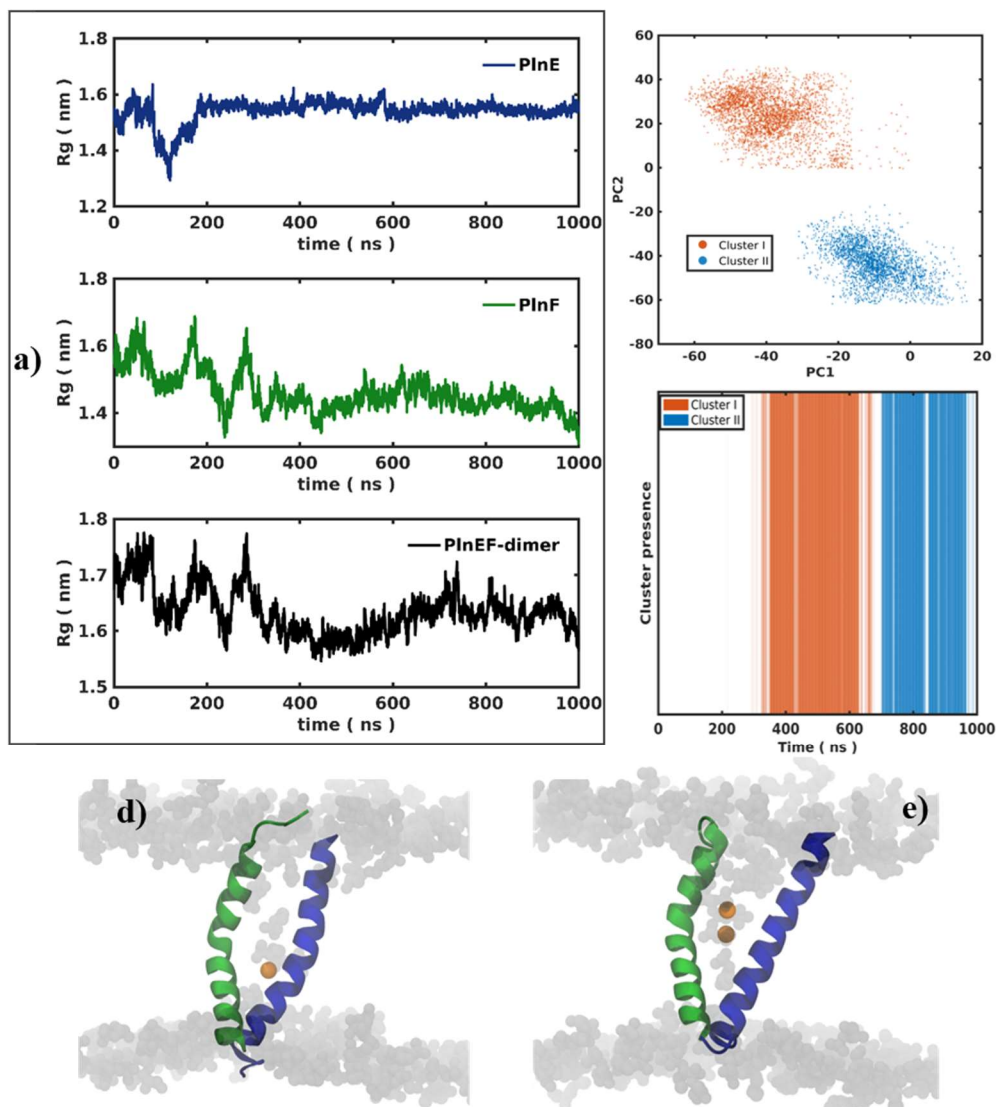 a)
1.8
1.6
1.4
1.2
Rg ( nm )
PlnE
0 200 400 600 800 1000
time ( ns )
1.8
1.6
1.4
Rg ( nm )
PlnF
0 200 400 600 800 1000
time ( ns )
1.8
1.7
1.6
1.5
Rg ( nm )
PlnEF-dimer
0 200 400 600 800 1000
time ( ns )
60
40
20
0
-20
-40
-60
-80
PC2
Cluster I
Cluster II
-60 -40 -20 0 20
PC1
Cluster I
Cluster II
Cluster presence
0 200 400 600 800 1000
Time ( ns )
d)
e)